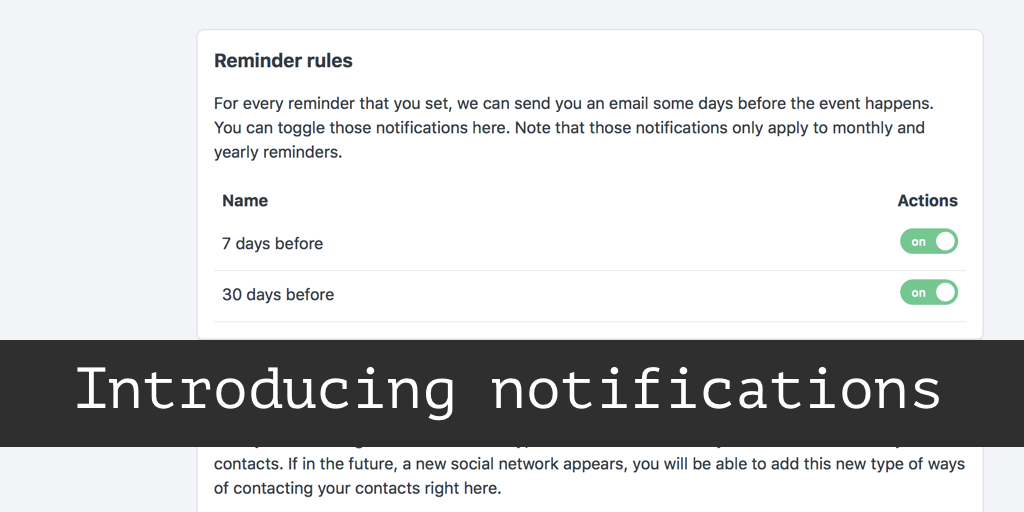 Reminder rules
For every reminder that you set, we can send you an email some days before the event happens.
You can toggle those notifications here. Note that those notifications only apply to monthly and
yearly reminders.
Name Actions
7 days before on
30 days before on
Introducing notifications
contacts. If in the future, a new social network appears, you will be able to add this new type of ways
of contacting your contacts right here.